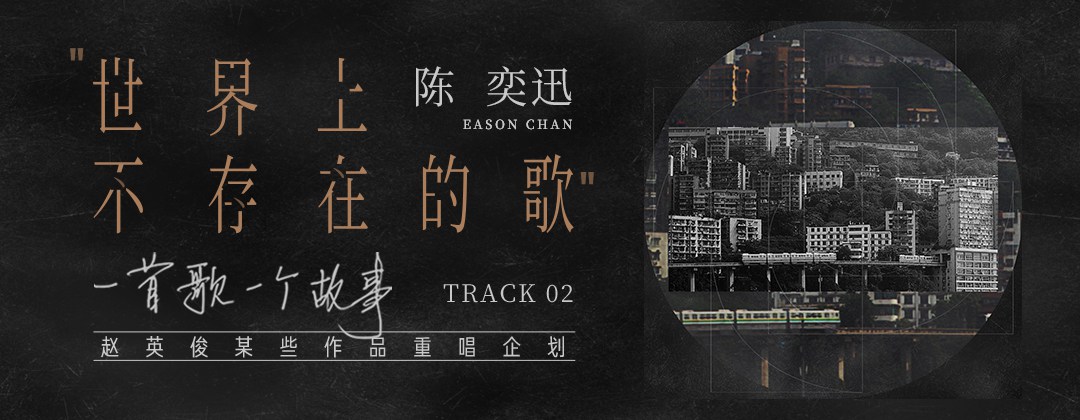 "世界上
陈 奕迅
EASON CHAN
不存在的歌"
一首歌一个故事
TRACK 02
赵英俊某些作品重唱企划